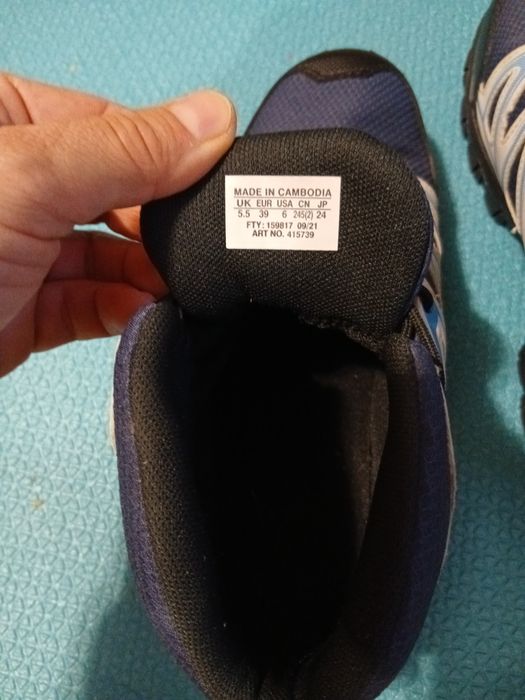 MADE IN CAMBODIA
UK EUR USA CN JP
5.5 39 6 245(2) 24
FTY: 159817 09/21
ART NO. 415739